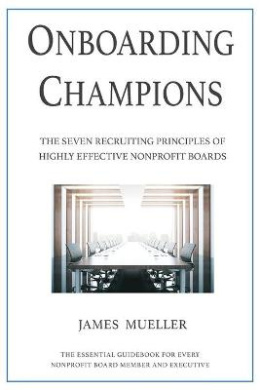 ONBOARDING
CHAMPIONS
THE SEVEN RECRUITING PRINCIPLES OF
HIGHLY EFFECTIVE NONPROFIT BOARDS
JAMES MUELLER
THE ESSENTIAL GUIDEBOOK FOR EVERY
NONPROFIT BOARD MEMBER AND EXECUTIVE